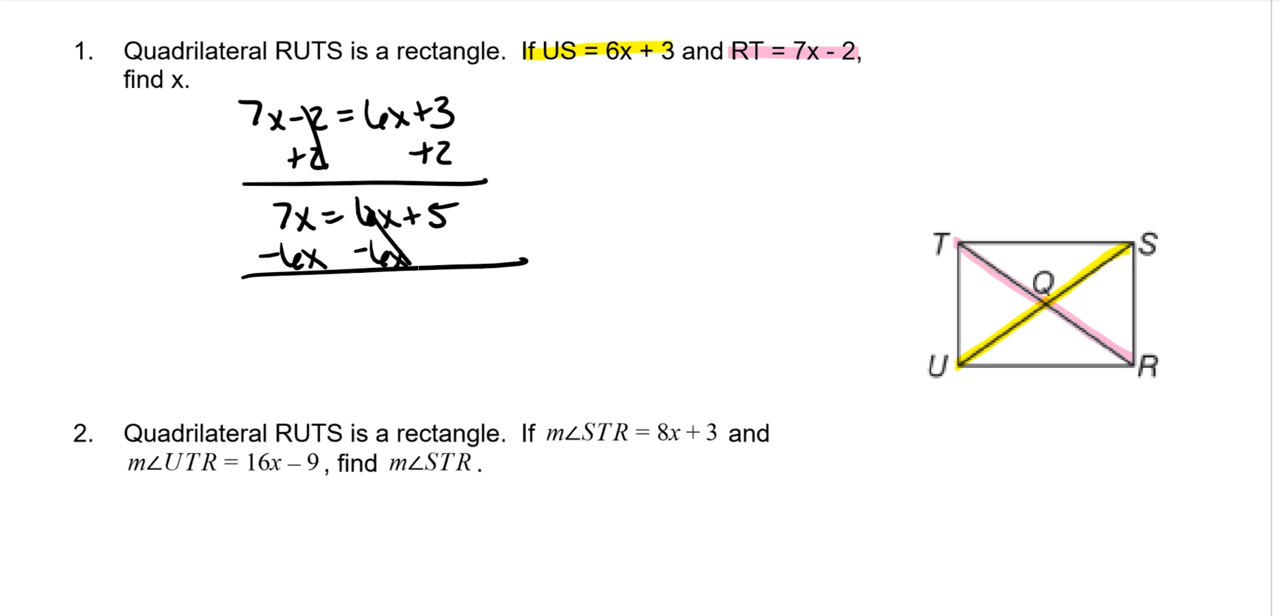 1. Quadrilateral RUTS is a rectangle. If US = 6x + 3 and RT = 7x - 2,
find x.
7x-2 = 6x+3
+2 +2
7x = 6x + 5
-6x -6x
T S
Q
U R
2. Quadrilateral RUTS is a rectangle. If m∠STR = 8x + 3 and
m∠UTR = 16x – 9, find m∠STR.